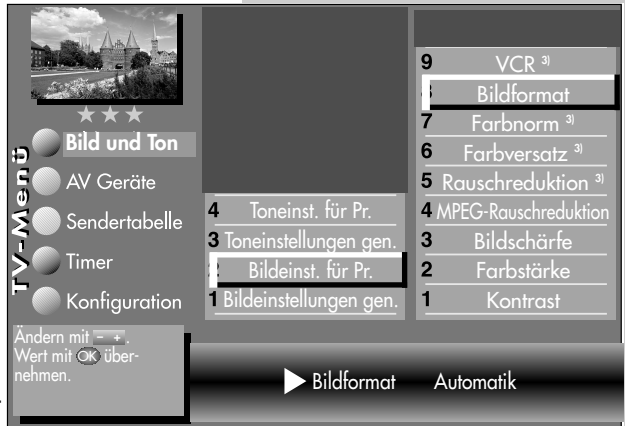 TV-Menü
Bild und Ton
AV Geräte
Sendertabelle
Timer
Konfiguration
Ändern mit - + .
Wert mit OK über-
nehmen.
4 Toneinst. für Pr.
3 Toneinstellungen gen.
2 Bildeinst. für Pr.
1 Bildeinstellungen gen.
9 VCR 3)
8 Bildformat
7 Farbnorm 3)
6 Farbversatz 3)
5 Rauschreduktion 3)
4 MPEG-Rauschreduktion
3 Bildschärfe
2 Farbstärke
1 Kontrast
Bildformat Automatik